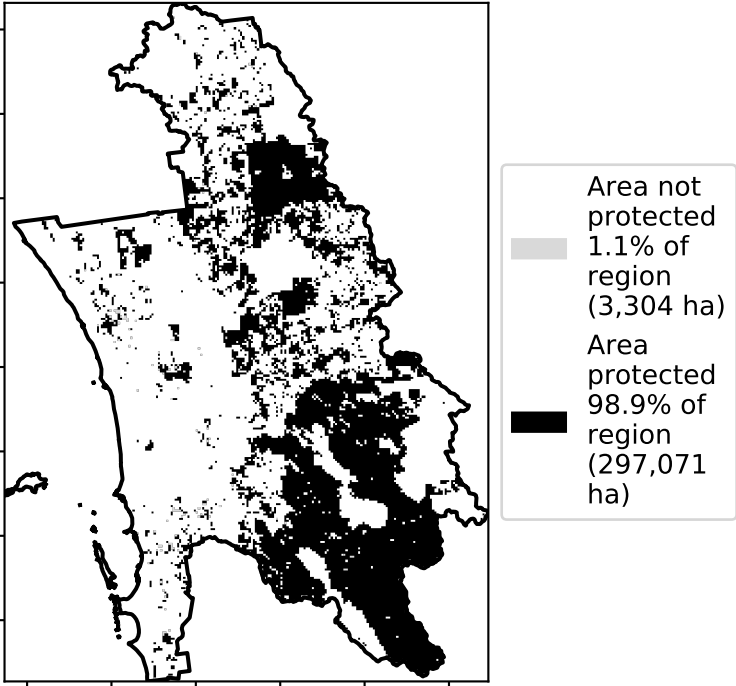 Area not
protected
1.1% of
region
(3,304 ha)
Area
protected
98.9% of
region
(297,071
ha)